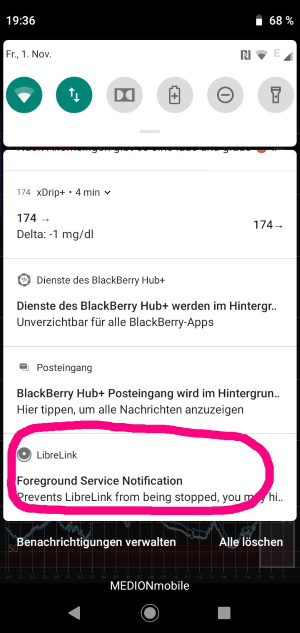 19:36
68 %
Fr., 1. Nov.
E
174 xDrip+ • 4 min
174 →
174→
Delta: -1 mg/dl
Dienste des BlackBerry Hub+
Dienste des BlackBerry Hub+ werden im Hintergr..
Unverzichtbar für alle BlackBerry-Apps
Posteingang
BlackBerry Hub+ Posteingang wird im Hintergrun..
Hier tippen, um alle Nachrichten anzuzeigen
LibreLink
Foreground Service Notification
Prevents LibreLink from being stopped, you may hi..
50
Benachrichtigungen verwalten
Alle löschen
MEDIONmobile